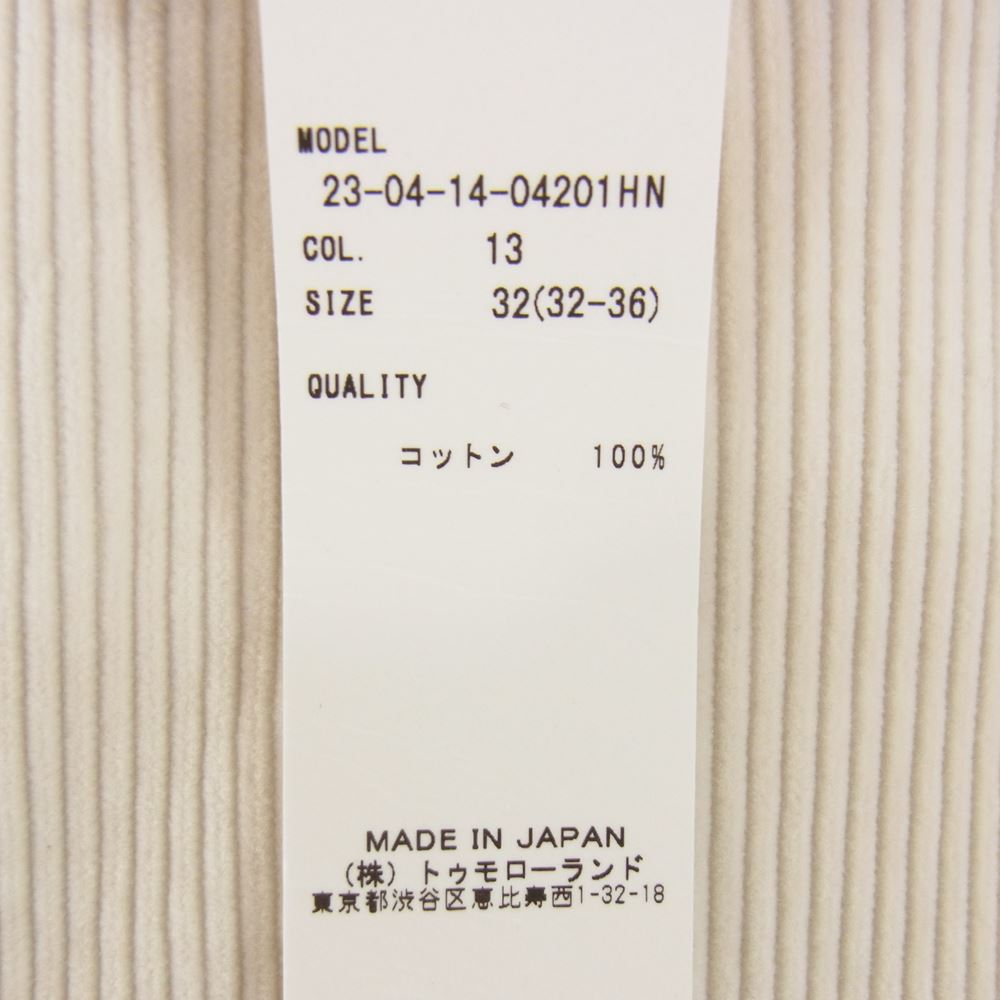 MODEL
23-04-14-04201HN
COL. 13
SIZE 32(32-36)
QUALITY
コットン 100%
MADE IN JAPAN
(株)トゥモローランド
東京都渋谷区恵比寿西1-32-18